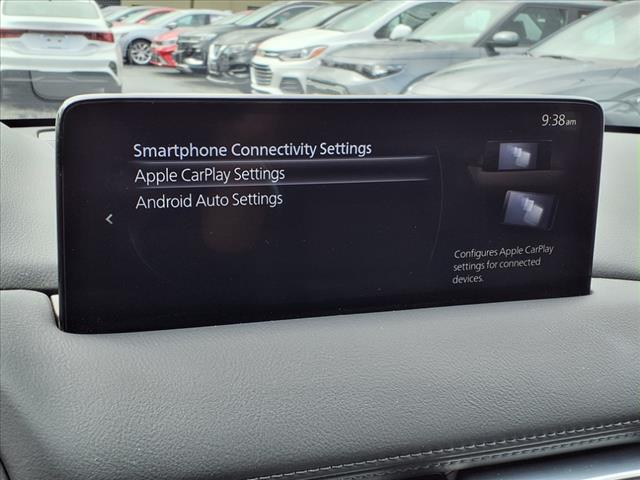 9:38am
Smartphone Connectivity Settings
Apple CarPlay Settings
Android Auto Settings
Configures Apple CarPlay
settings for connected
devices.